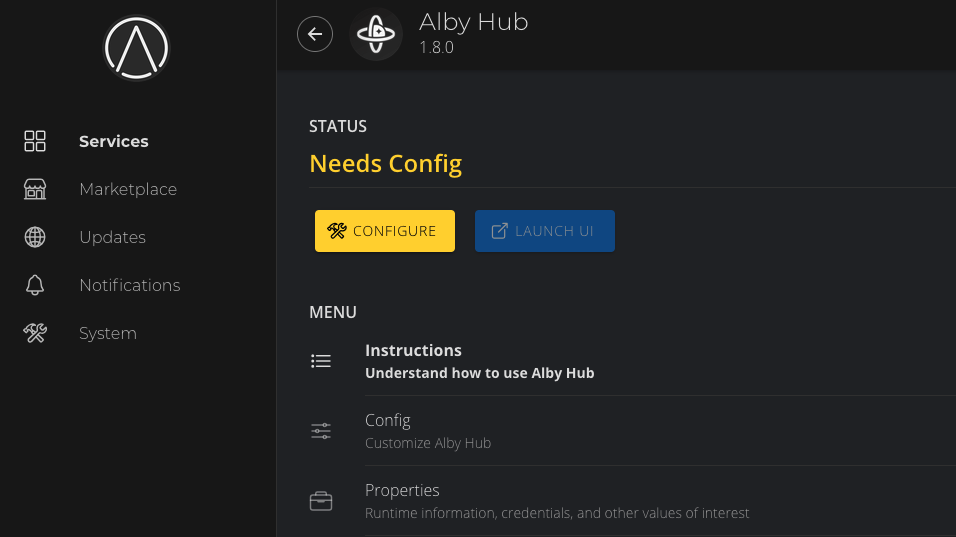 Alby Hub
1.8.0
Services
Marketplace
Updates
Notifications
System
STATUS
Needs Config
CONFIGURE
LAUNCH UI
MENU
Instructions
Understand how to use Alby Hub
Config
Customize Alby Hub
Properties
Runtime information, credentials, and other values of interest